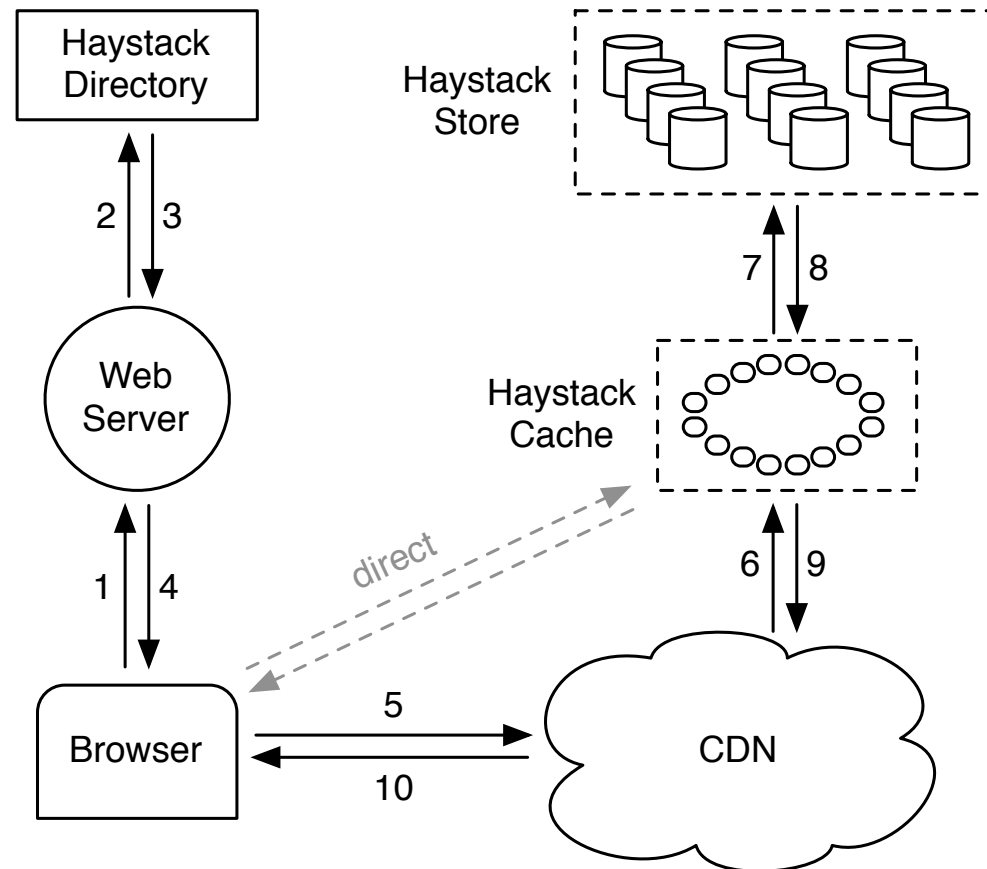 Haystack
Directory
Haystack
Store
2
3
7
8
Web
Server
Haystack
Cache
direct
1
4
6
9
5
Browser
CDN
10